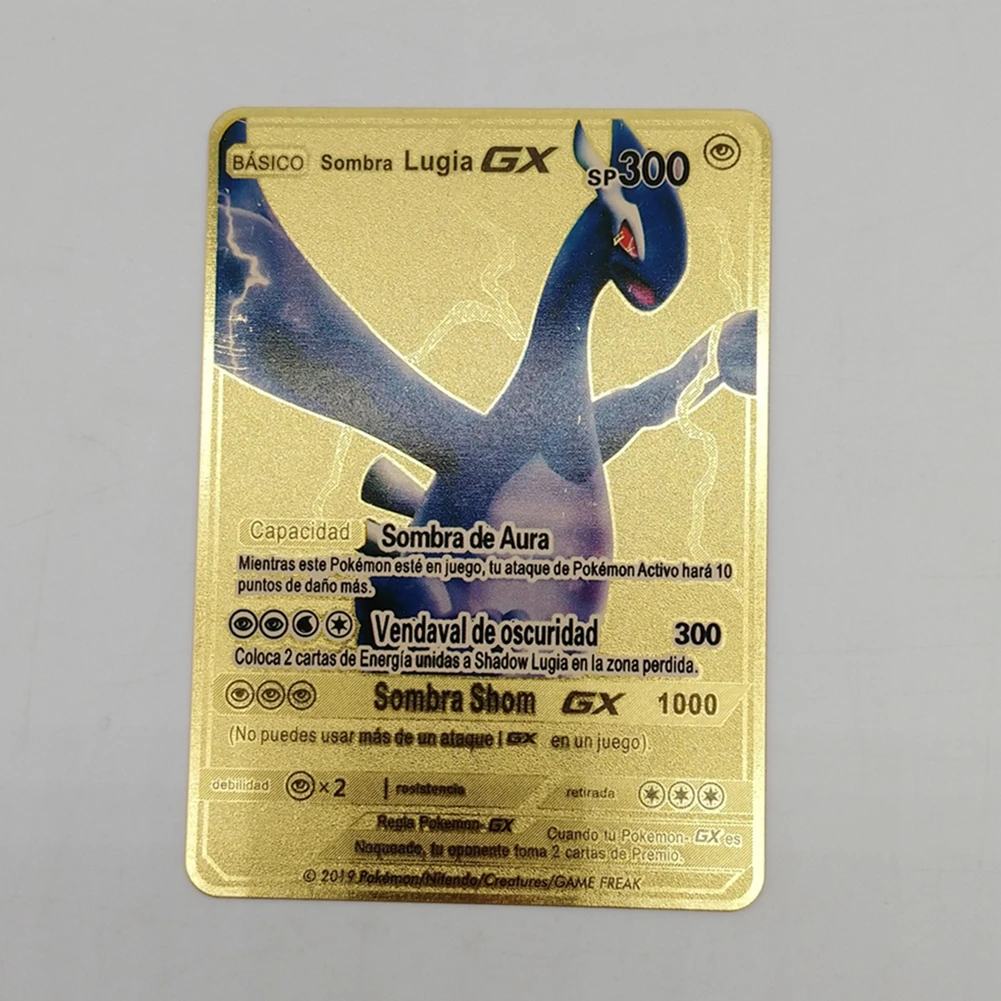 BÁSICO Sombra Lugia GX SP300
Capacidad Sombra de Aura
Mientras este Pokémon esté en juego, tu ataque de Pokémon Activo hará 10
puntos de daño más.
Vendaval de oscuridad 300
Coloca 2 cartas de Energía unidas a Shadow Lugia en la zona perdida.
Sombra Shom GX 1000
(No puedes usar más de un ataque l GX en un juego).
debilidad ×2 resistencia retirada
Regla Pokemon-GX Cuando tu Pokemon-GX es
Noqueado, tu oponente toma 2 cartas de Premio.
© 2019 Pokémon/Nitendo/Creatures/GAME FREAK